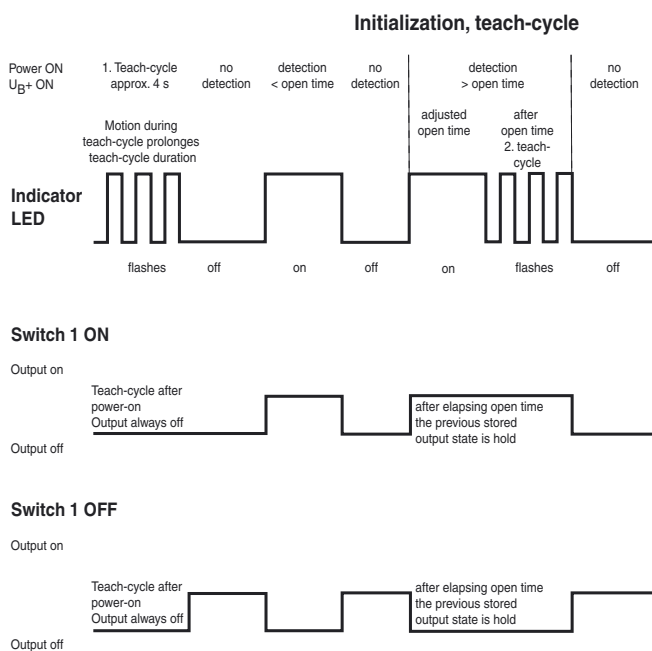 Initialization, teach-cycle
Power ON
UB+ ON
1. Teach-cycle
approx. 4 s
no
detection
detection
< open time
no
detection
detection
> open time
no
detection
Motion during
teach-cycle prolonges
teach-cycle duration
adjusted
open time
after
open time
2. teach-
cycle
Indicator
LED
flashes
off
on
off
on
flashes
off
Switch 1 ON
Output on
Teach-cycle after
power-on
Output always off
after elapsing open time
the previous stored
output state is hold
Output off
Switch 1 OFF
Output on
Teach-cycle after
power-on
Output always off
after elapsing open time
the previous stored
output state is hold
Output off